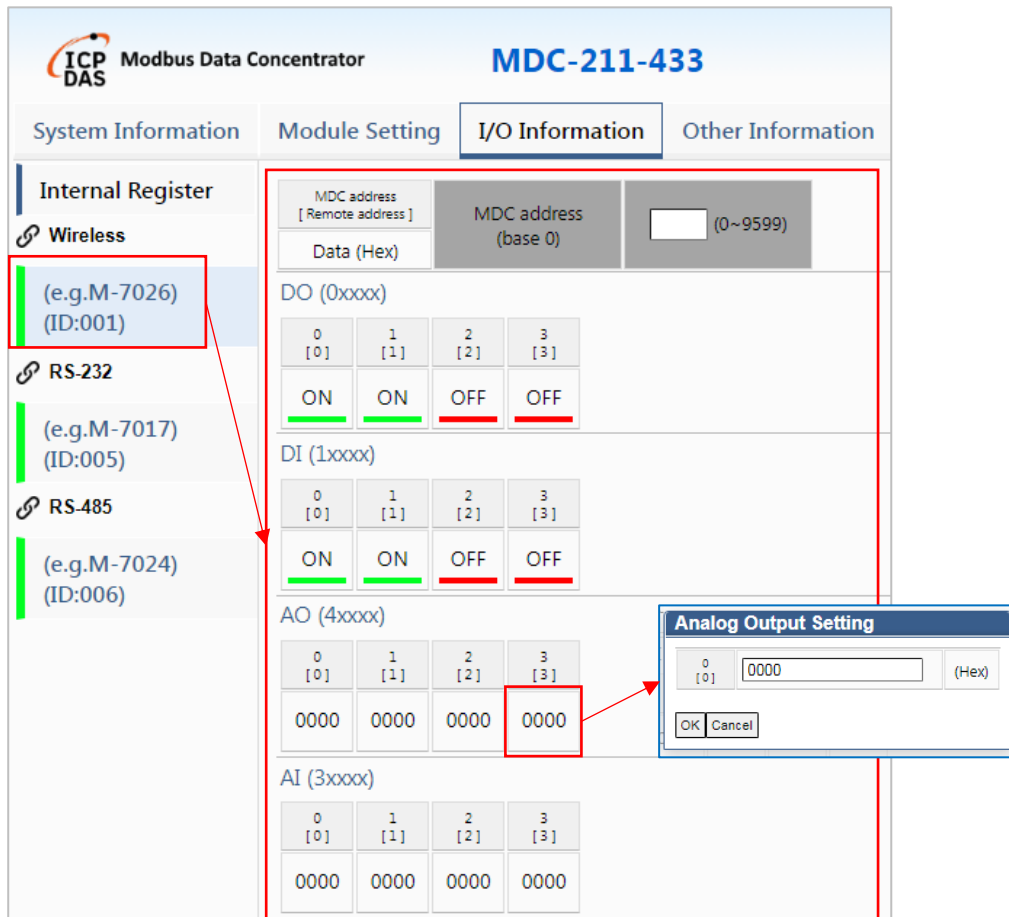 ICP DAS Modbus Data Concentrator MDC-211-433
System Information Module Setting I/O Information Other Information
Internal Register
Wireless
(e.g.M-7026)
(ID:001)
RS-232
(e.g.M-7017)
(ID:005)
RS-485
(e.g.M-7024)
(ID:006)
MDC address
[ Remote address ]
Data (Hex)
MDC address
(base 0)
(0~9599)
DO (0xxxx)
0 1 2 3
[0] [1] [2] [3]
ON ON OFF OFF
DI (1xxxx)
0 1 2 3
[0] [1] [2] [3]
ON ON OFF OFF
AO (4xxxx)
0 1 2 3
[0] [1] [2] [3]
0000 0000 0000 0000
Analog Output Setting
0
[0]
0000 (Hex)
OK Cancel
AI (3xxxx)
0 1 2 3
[0] [1] [2] [3]
0000 0000 0000 0000